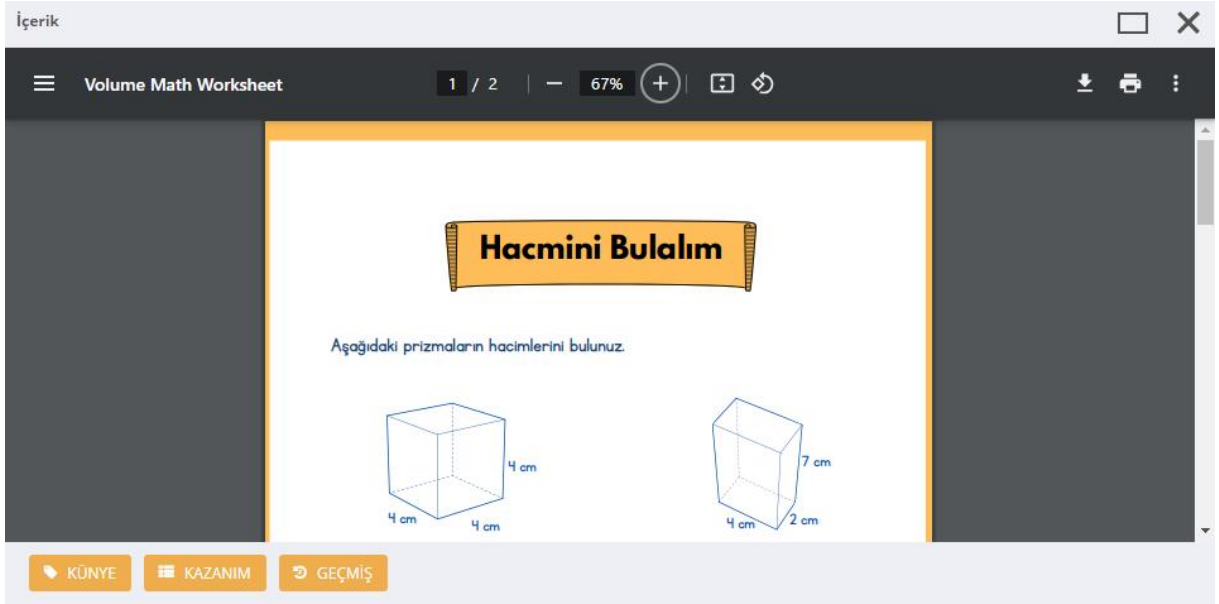 İçerik
Volume Math Worksheet 1 / 2 67%
Hacmini Bulalım
Aşağıdaki prizmaların hacimlerini bulunuz.
4 cm
4 cm
4 cm
7 cm
4 cm
2 cm
KÜNYE KAZANIM GEÇMİŞ